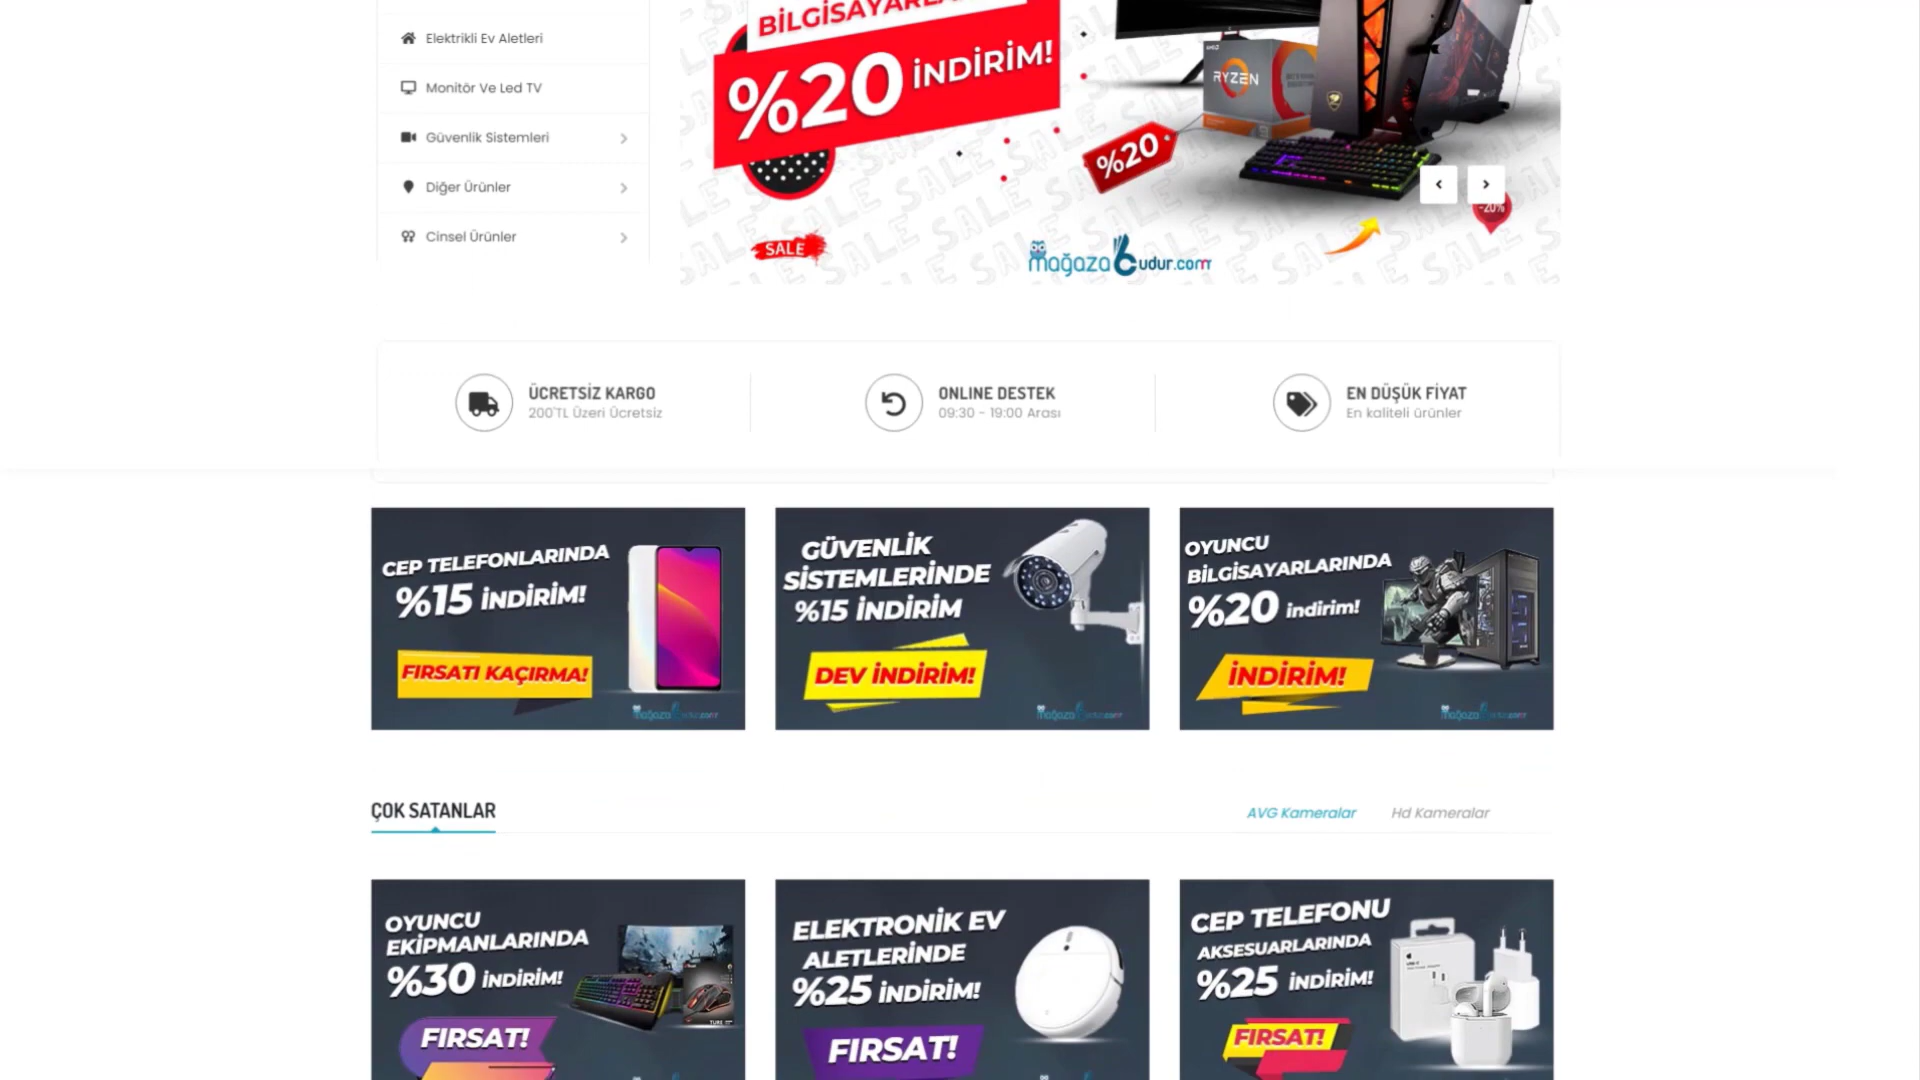 Elektrikli Ev Aletleri
Monitör Ve Led TV
Güvenlik Sistemleri
Diğer Ürünler
Cinsel Ürünler
%20 İNDİRİM!
RYZEN
%20
-20%
SALE
mağazabudur.com
ÜCRETSİZ KARGO
200'TL Üzeri Ücretsiz
ONLINE DESTEK
09:30 - 19:00 Arası
EN DÜŞÜK FİYAT
En kaliteli ürünler
CEP TELEFONLARINDA
%15 İNDİRİM!
FIRSATI KAÇIRMA!
GÜVENLİK
SİSTEMLERİNDE
%15 İNDİRİM
DEV İNDİRİM!
OYUNCU
BİLGİSAYARLARINDA
%20 indirim!
İNDİRİM!
ÇOK SATANLAR
AVG Kameralar
Hd Kameralar
OYUNCU
EKİPMANLARINDA
%30 İNDİRİM!
FIRSAT!
ELEKTRONİK EV
ALETLERİNDE
%25 İNDİRİM!
FIRSAT!
CEP TELEFONU
AKSESUARLARINDA
%25 İNDİRİM!
FIRSAT!